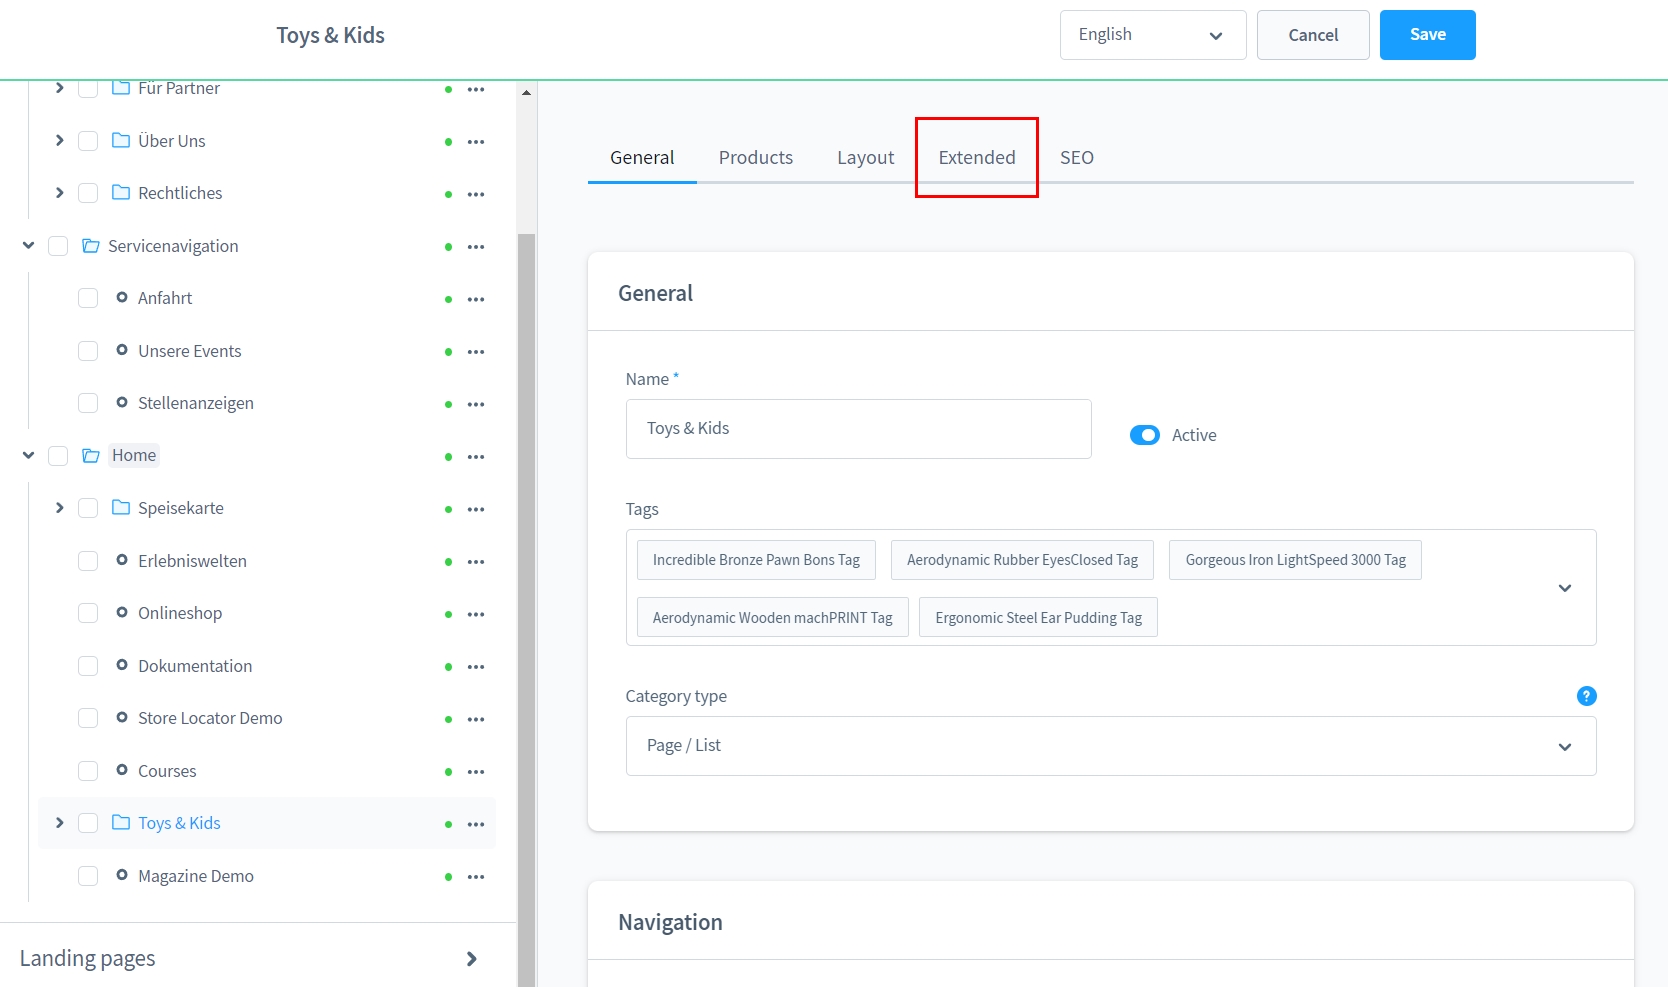 Toys & Kids
English
Cancel
Save
Für Partner
Über Uns
Rechtliches
Servicenavigation
Anfahrt
Unsere Events
Stellenanzeigen
Home
Speisekarte
Erlebniswelten
Onlineshop
Dokumentation
Store Locator Demo
Courses
Toys & Kids
Magazine Demo
Landing pages
General Products Layout Extended SEO
General
Name *
Toys & Kids
Active
Tags
Incredible Bronze Pawn Bons Tag Aerodynamic Rubber EyesClosed Tag Gorgeous Iron LightSpeed 3000 Tag
Aerodynamic Wooden machPRINT Tag Ergonomic Steel Ear Pudding Tag
Category type
?
Page / List
Navigation